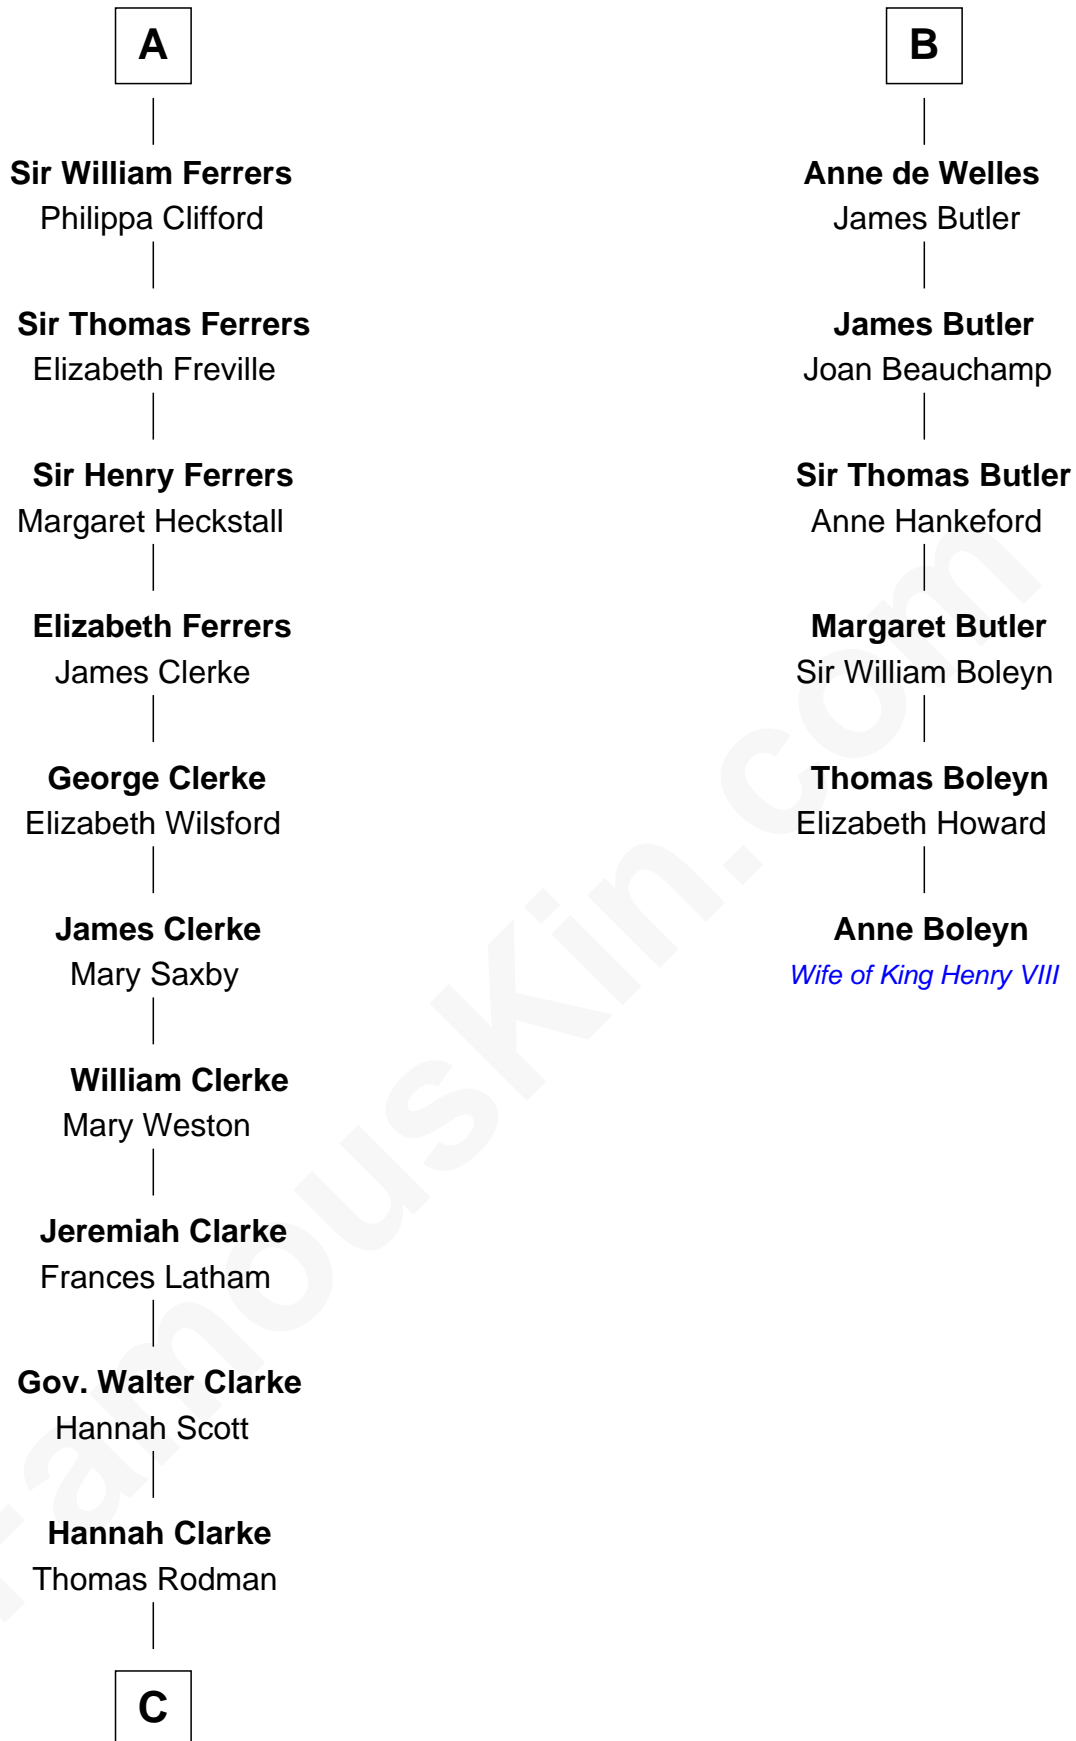 A
Sir William Ferrers
Philippa Clifford
Sir Thomas Ferrers
Elizabeth Freville
Sir Henry Ferrers
Margaret Heckstall
Elizabeth Ferrers
James Clerke
George Clerke
Elizabeth Wilsford
James Clerke
Mary Saxby
William Clerke
Mary Weston
Jeremiah Clarke
Frances Latham
Gov. Walter Clarke
Hannah Scott
Hannah Clarke
Thomas Rodman
C
B
Anne de Welles
James Butler
James Butler
Joan Beauchamp
Sir Thomas Butler
Anne Hankeford
Margaret Butler
Sir William Boleyn
Thomas Boleyn
Elizabeth Howard
Anne Boleyn
Wife of King Henry VIII
FamousKin.com